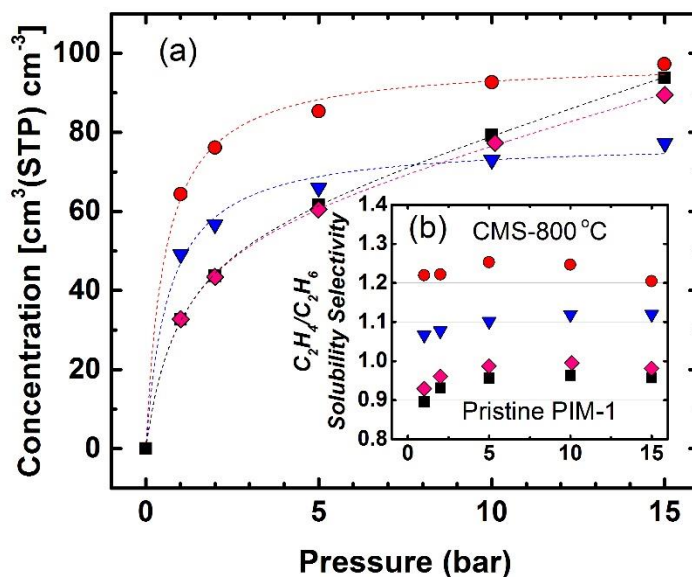 (a)
Concentration [cm³(STP) cm⁻³]
100
80
60
40
20
0
0
5
10
15
Pressure (bar)
(b)
CMS-800 °C
Pristine PIM-1
C₂H₄/C₂H₆
Solubility Selectivity
1.4
1.3
1.2
1.1
1.0
0.9
0.8
0
5
10
15